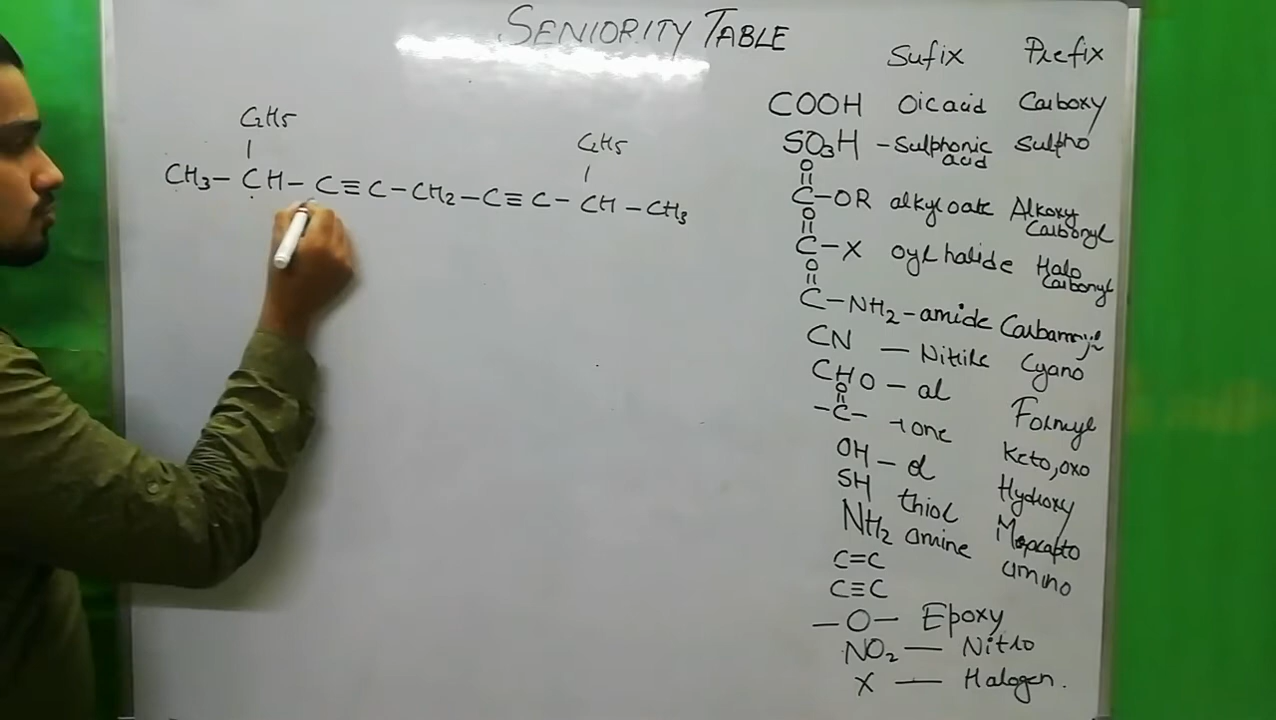 SENIORITY TABLE
Sufix Prefix
C2H5
C2H5
CH3 – CH – C ≡ C – CH2 – C ≡ C – CH – CH3
COOH Oic acid Carboxy
SO3H – Sulphonic acid Sulpho
O
=
C – OR alkyl oate Alkoxy Carbonyl
O
=
C – X oyl halide Halo Carbonyl
O
=
C – NH2 – amide
CN — Nitrile Cyano
CHO – al Formyl
O
=
– C – – one Keto, oxo
OH – ol Hydroxy
SH thiol
NH2 amine amino
C=C
C≡C
– O – Epoxy
NO2 — Nitro
X — Halogen.